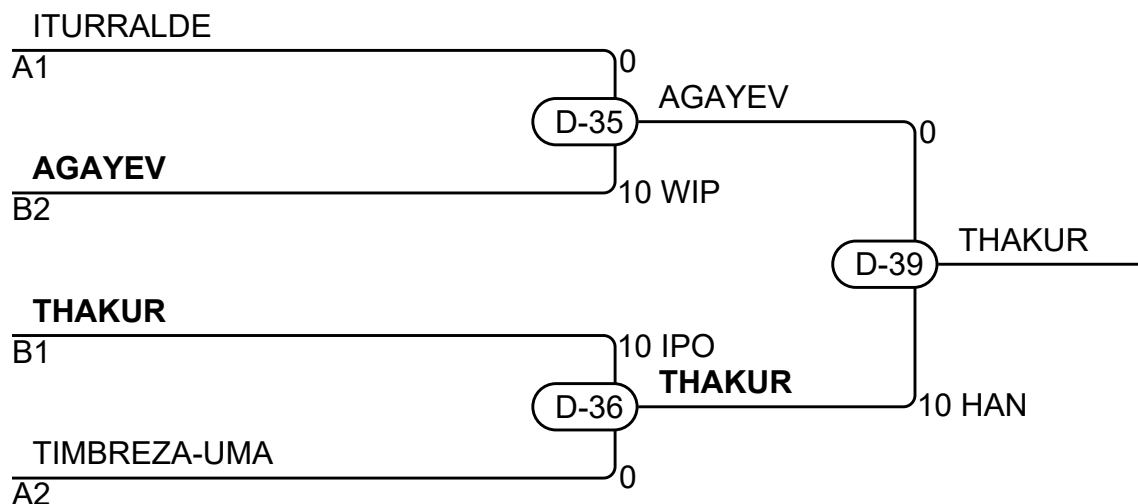 ITURRALDE
A1
0
D-35
AGAYEV
0
AGAYEV
B2
10 WIP
D-39
THAKUR
THAKUR
B1
10 IPO
THAKUR
D-36
10 HAN
TIMBREZA-UMA
A2
0